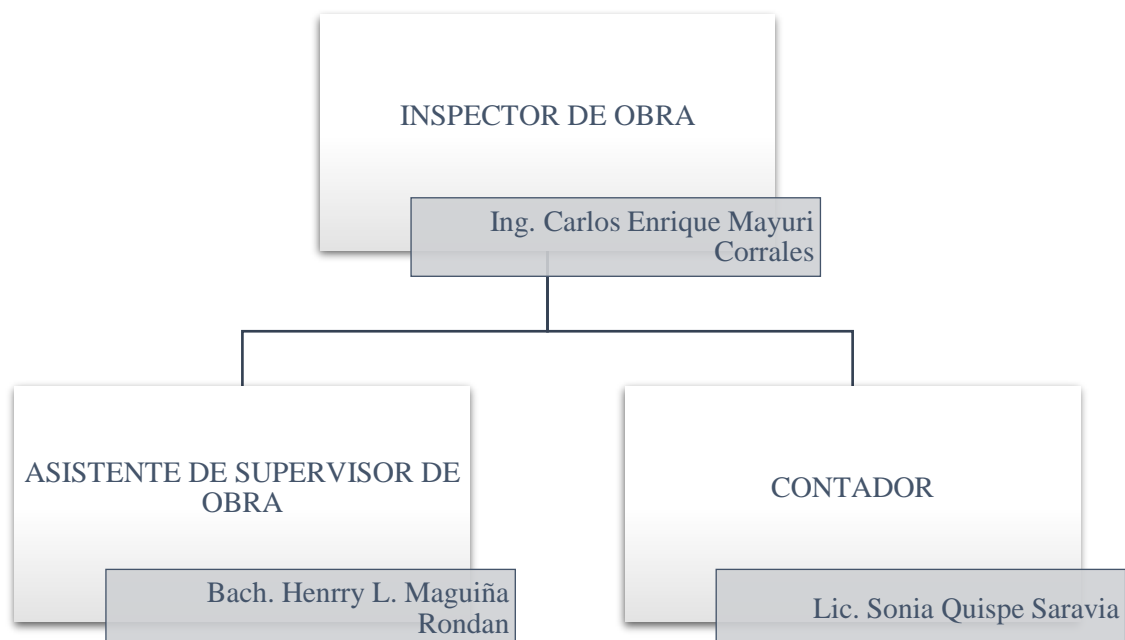 INSPECTOR DE OBRA
Ing. Carlos Enrique Mayuri
Corrales
ASISTENTE DE SUPERVISOR DE
OBRA
Bach. Henrry L. Maguiña
Rondan
CONTADOR
Lic. Sonia Quispe Saravia